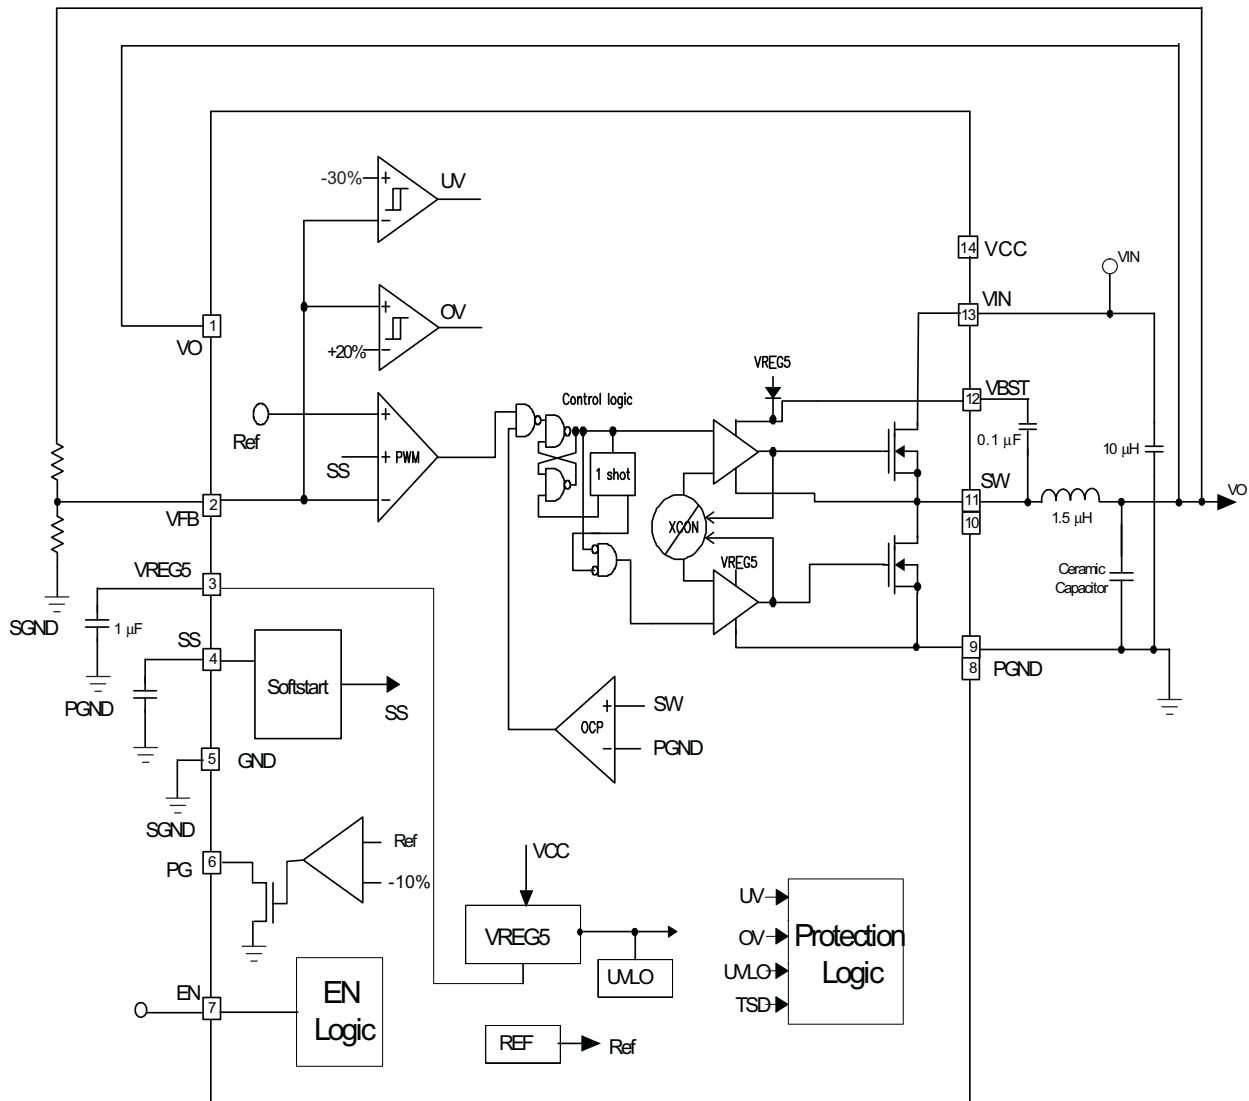 -30%
UV
14
VCC
VIN
OV
VIN
13
1
VO
+20%
VREG5
VBST
12
Control logic
Ref
PWM
SS
1 shot
0.1 µF
10 µH
SW
11
VO
2
VFB
XCON
10
1.5 µH
VREG5
VREG5
3
Ceramic
Capacitor
SGND
1 µF
SS
4
9
8
PGND
Softstart
PGND
SS
SW
OCP
PGND
5
GND
SGND
Ref
6
PG
-10%
VCC
UV
VREG5
OV
Protection
Logic
UVLO
UVLO
EN
7
EN
Logic
TSD
REF
Ref